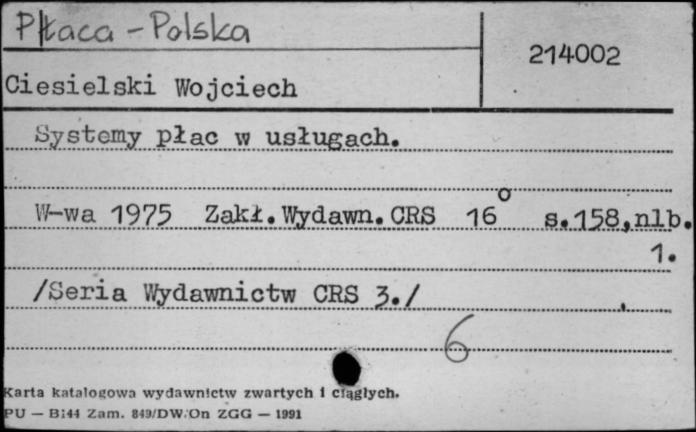 Płaca - Polska
214002
Ciesielski Wojciech
Systemy płac w usługach.
W-wa 1975 Zakł.Wydawn.CRS 16° s.158,nlb.
1.
/Seria Wydawnictw CRS 3./
6
Karta katalogowa wydawnictw zwartych i ciągłych.
PU — Bi44 Zam. 849/DW/On ZGG — 1991